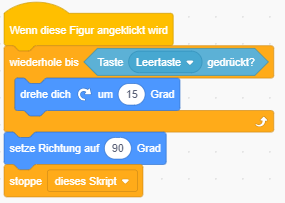 Wenn diese Figur angeklickt wird
wiederhole bis Taste Leertaste gedrückt?
drehe dich um 15 Grad
setze Richtung auf 90 Grad
stoppe dieses Skript